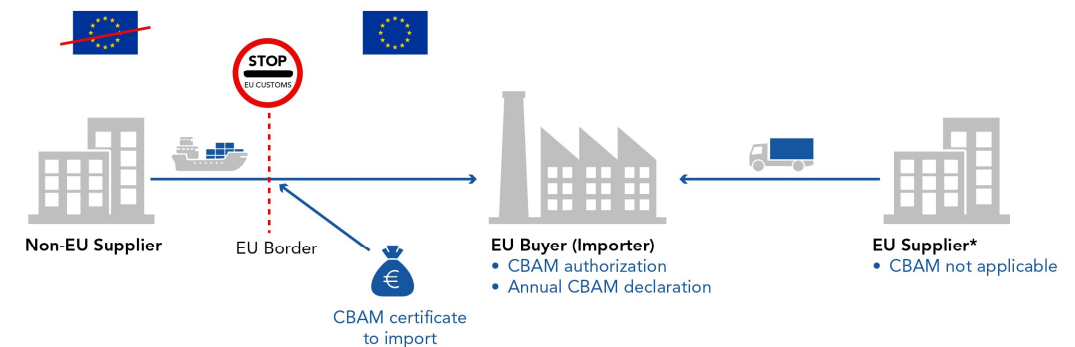 STOP
EU CUSTOMS
Non-EU Supplier
EU Border
€
CBAM certificate
to import
EU Buyer (Importer)
• CBAM authorization
• Annual CBAM declaration
EU Supplier*
• CBAM not applicable